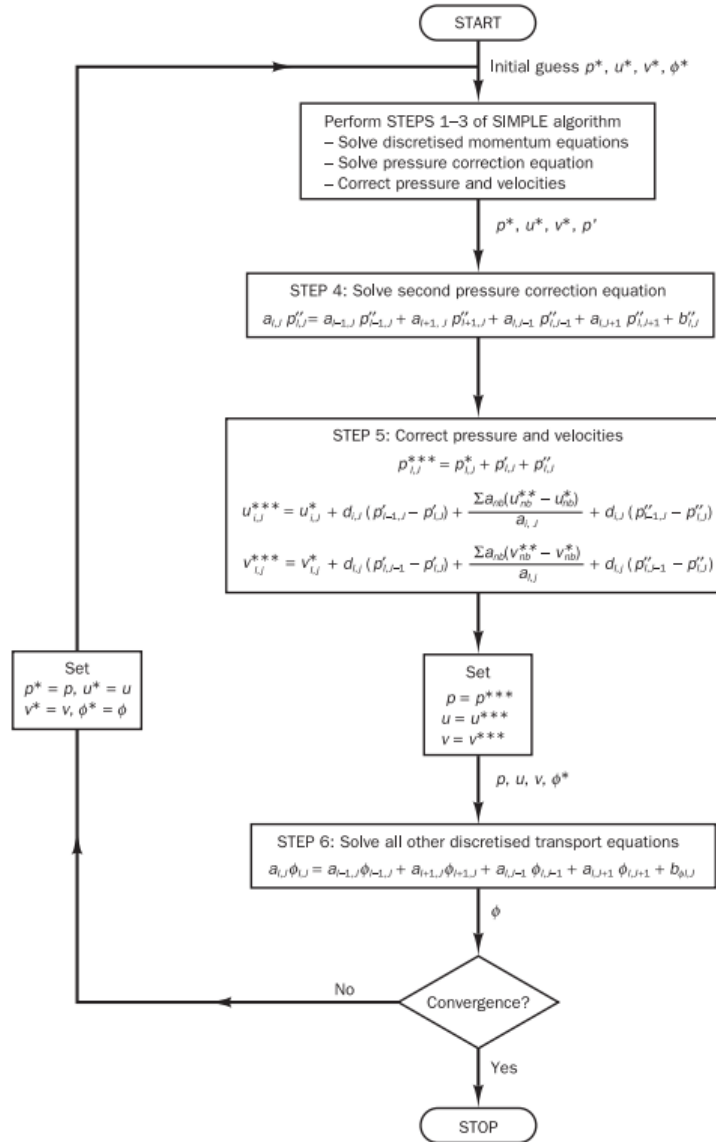 START
Initial guess p*, u*, v*, ϕ*
Perform STEPS 1–3 of SIMPLE algorithm
– Solve discretised momentum equations
– Solve pressure correction equation
– Correct pressure and velocities
p*, u*, v*, p′
STEP 4: Solve second pressure correction equation
a_{I,J} p″_{I,J} = a_{I–1,J} p″_{I–1,J} + a_{I+1,J} p″_{I+1,J} + a_{I,J–1} p″_{I,J–1} + a_{I,J+1} p″_{I,J+1} + b″_{I,J}
STEP 5: Correct pressure and velocities
p***_{I,J} = p*_{I,J} + p′_{I,J} + p″_{I,J}
u***_{i,J} = u*_{i,J} + d_{i,J} (p′_{I–1,J} – p′_{I,J}) + Σa_{nb}(u**_{nb} – u*_{nb}) / a_{i,J} + d_{i,J} (p″_{I–1,J} – p″_{I,J})
v***_{I,j} = v*_{I,j} + d_{I,j} (p′_{I,J–1} – p′_{I,J}) + Σa_{nb}(v**_{nb} – v*_{nb}) / a_{I,j} + d_{I,j} (p″_{I,J–1} – p″_{I,J})
Set
p = p***
u = u***
v = v***
p, u, v, ϕ*
STEP 6: Solve all other discretised transport equations
a_{I,J} ϕ_{I,J} = a_{I–1,J} ϕ_{I–1,J} + a_{I+1,J} ϕ_{I+1,J} + a_{I,J–1} ϕ_{I,J–1} + a_{I,J+1} ϕ_{I,J+1} + b_{ϕI,J}
ϕ
Convergence?
No
Set
p* = p, u* = u
v* = v, ϕ* = ϕ
Yes
STOP